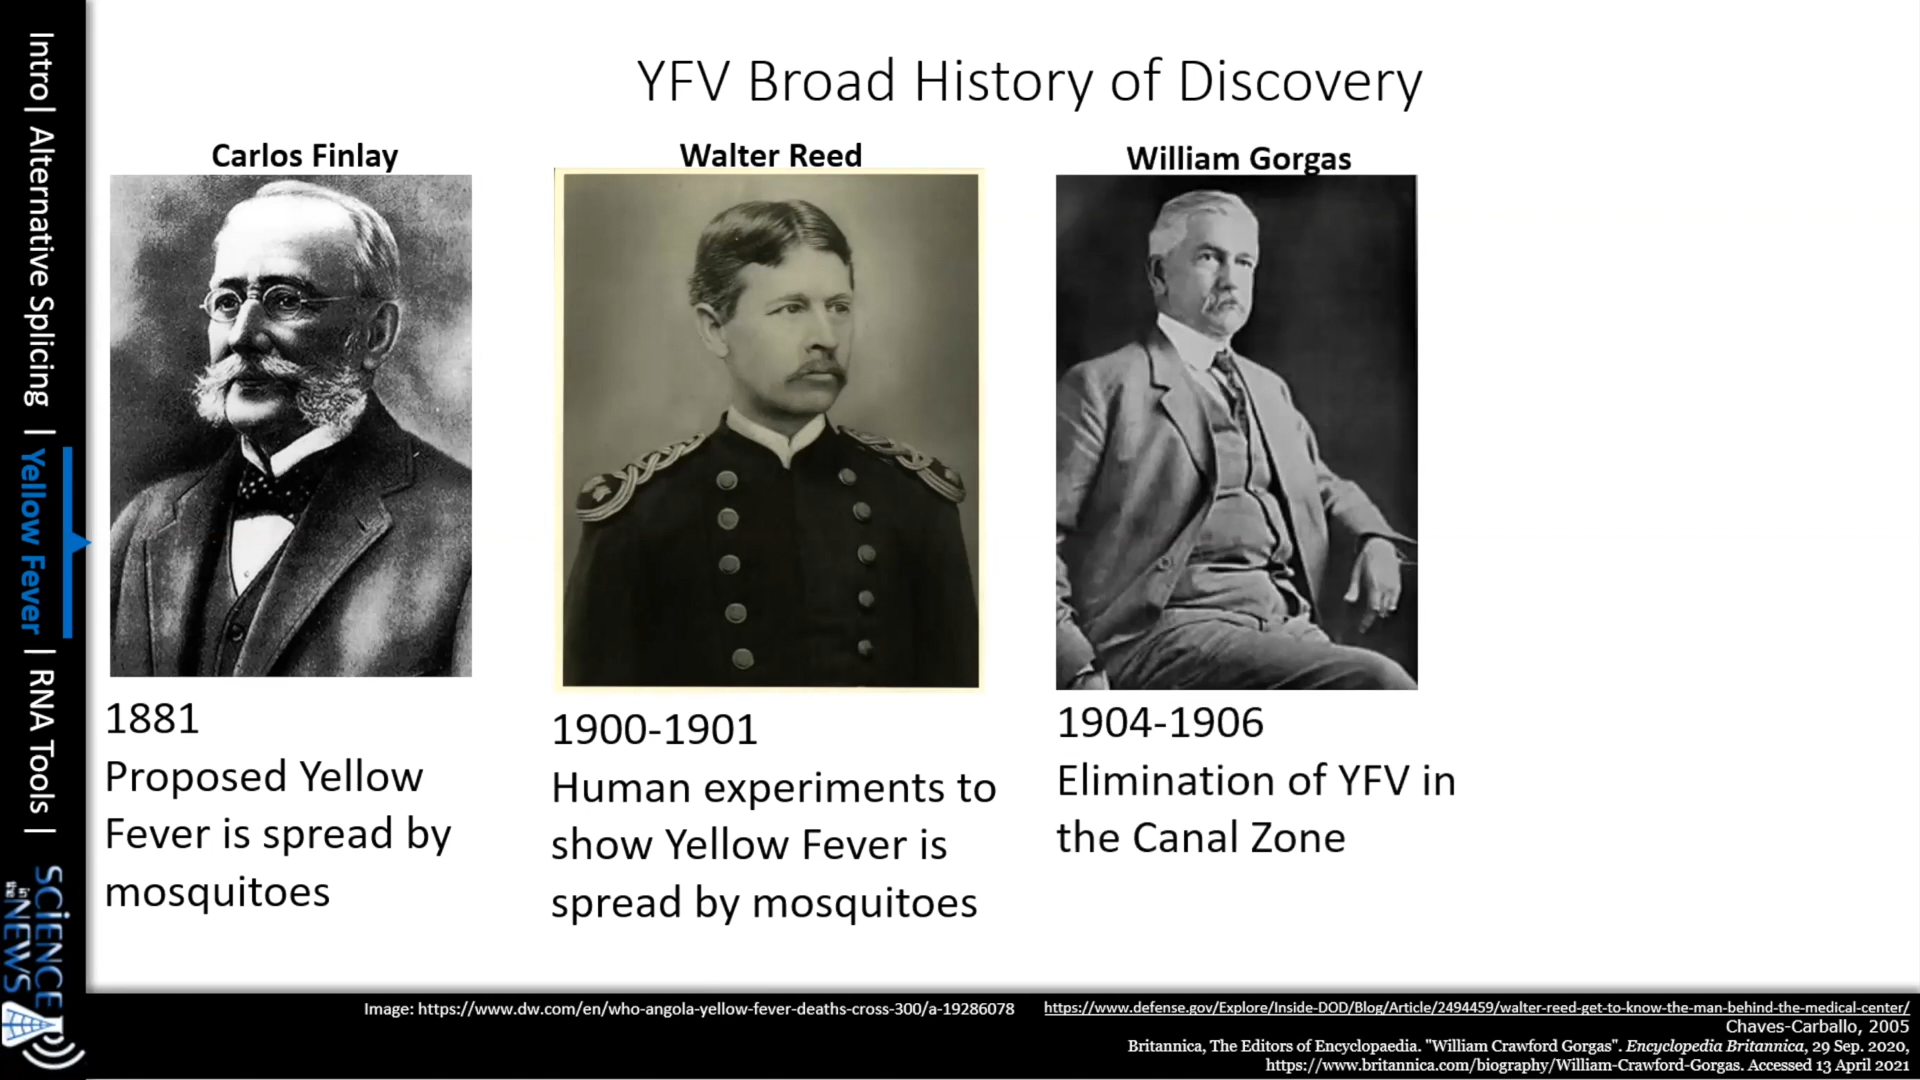 YFV Broad History of Discovery
Carlos Finlay
Walter Reed
William Gorgas
1881
Proposed Yellow
Fever is spread by
mosquitoes
1900-1901
Human experiments to
show Yellow Fever is
spread by mosquitoes
1904-1906
Elimination of YFV in
the Canal Zone
Intro| Alternative Splicing | Yellow Fever | RNA Tools |
SCIENCE
in the
NEWS
Image: https://www.dw.com/en/who-angola-yellow-fever-deaths-cross-300/a-19286078
https://www.defense.gov/Explore/Inside-DOD/Blog/Article/2494459/walter-reed-get-to-know-the-man-behind-the-medical-center/
Chaves-Carballo, 2005
Britannica, The Editors of Encyclopaedia. "William Crawford Gorgas". Encyclopedia Britannica, 29 Sep. 2020,
https://www.britannica.com/biography/William-Crawford-Gorgas. Accessed 13 April 2021